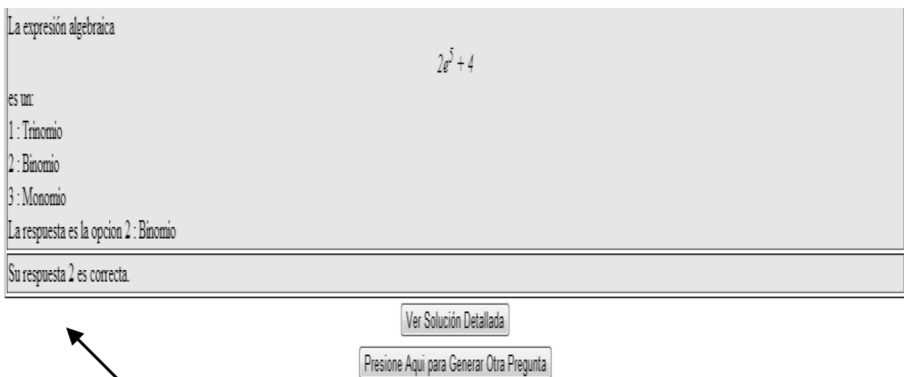 La expresión algebraica
2e⁵ + 4
es un:
1 : Trinomio
2 : Binomio
3 : Monomio
La respuesta es la opcion 2 : Binomio
Su respuesta 2 es correcta.
Ver Solución Detallada
Presione Aqui para Generar Otra Pregunta